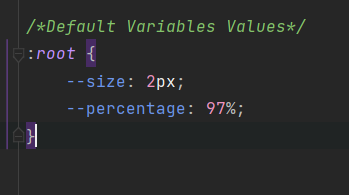 /*Default Variables Values*/
:root {
    --size: 2px;
    --percentage: 97%;
}